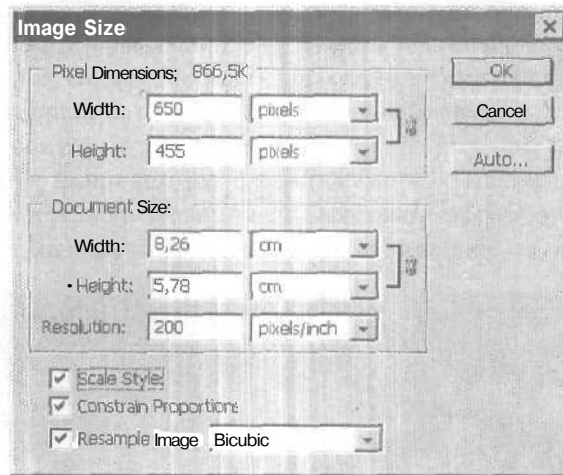 Image Size
Pixel Dimensions; 866,5K
Width: 650 pixels
Height: 455 pixels
OK
Cancel
Auto...
Document Size:
Width: 8,26 cm
• Height: 5,78 cm
Resolution: 200 pixels/inch
Scale Style:
Constrain Proportions
Resample Image Bicubic